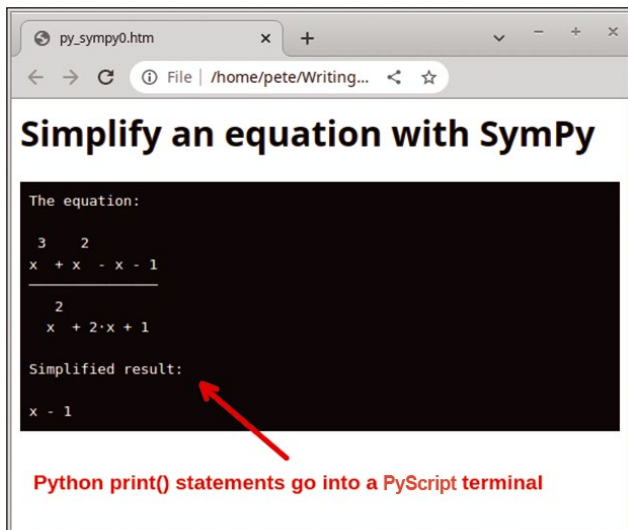 py_sympy0.htm
File /home/pete/Writing...
Simplify an equation with SymPy
The equation:
3 2
x + x - x - 1
2
x + 2·x + 1
Simplified result:
x - 1
Python print() statements go into a PyScript terminal